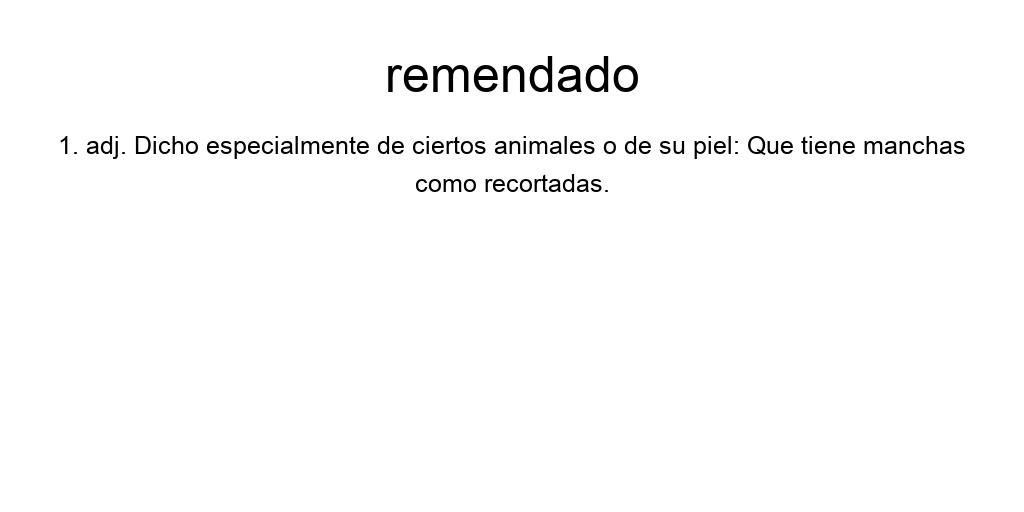 remendado
1. adj. Dicho especialmente de ciertos animales o de su piel: Que tiene manchas
como recortadas.